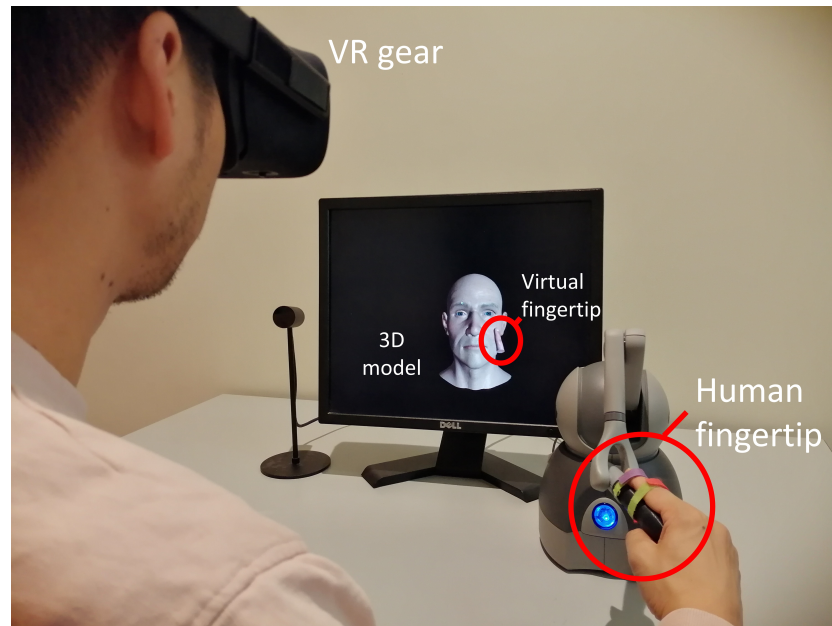 VR gear
Virtual
fingertip
3D
model
Human
fingertip
DELL